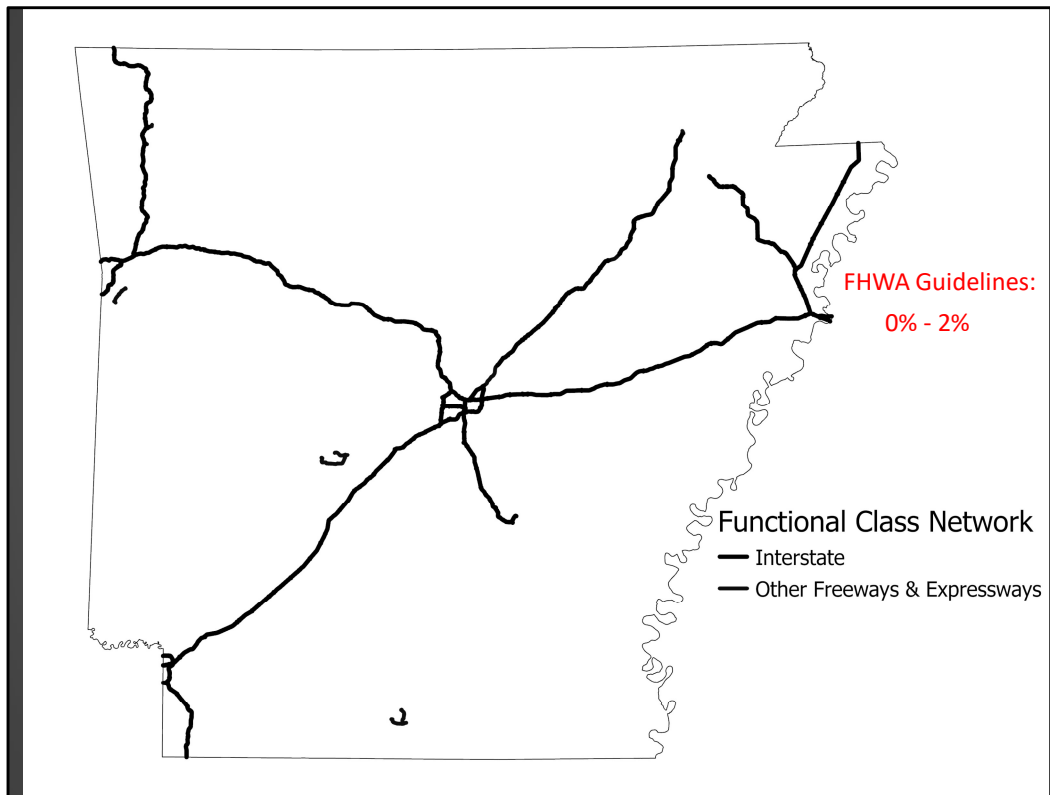 FHWA Guidelines:
0% - 2%
Functional Class Network
Interstate
Other Freeways & Expressways